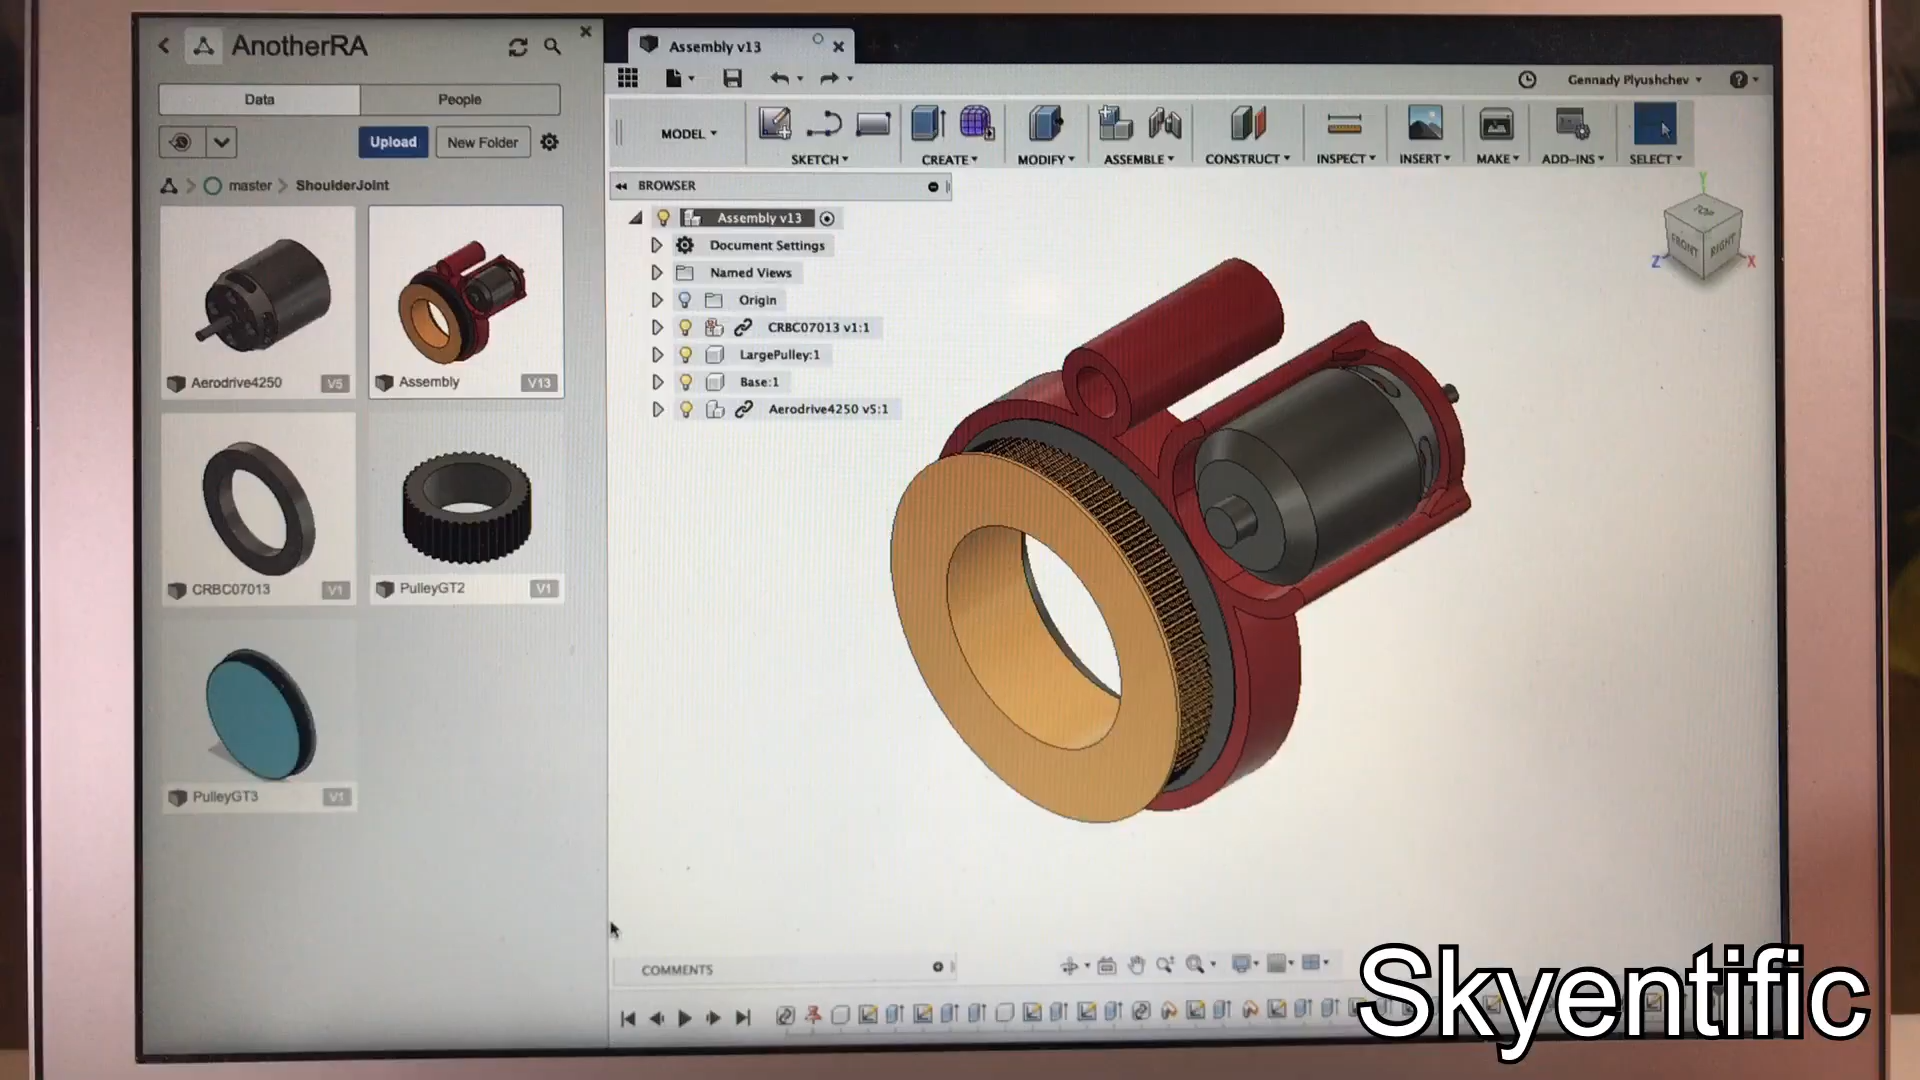 AnotherRA
Data
People
Upload
New Folder
master
ShoulderJoint
Aerodrive4250
V5
Assembly
V13
CRBC07013
V1
PulleyGT2
V1
PulleyGT3
V1
Assembly v13
Gennady Plyushchev
?
MODEL
SKETCH
CREATE
MODIFY
ASSEMBLE
CONSTRUCT
INSPECT
INSERT
MAKE
ADD-INS
SELECT
BROWSER
Assembly v13
Document Settings
Named Views
Origin
CRBC07013 v1:1
LargePulley:1
Base:1
Aerodrive4250 v5:1
Y
TOP
FRONT
RIGHT
Z
X
COMMENTS
Skyentific